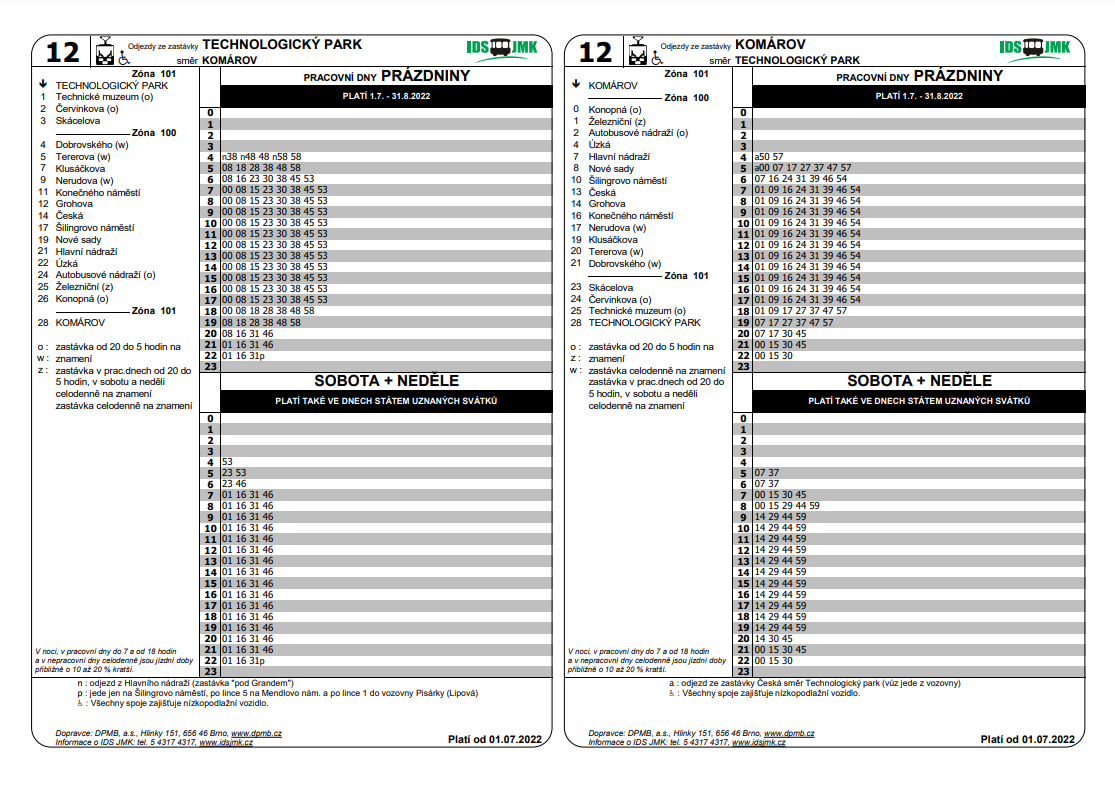 12
Odjezdy ze zastávky TECHNOLOGICKÝ PARK
směr KOMÁROV
IDS JMK
Zóna 101
TECHNOLOGICKÝ PARK
1 Technické muzeum (o)
2 Červinkova (o)
3 Skácelova
Zóna 100
4 Dobrovského (w)
5 Tererova (w)
7 Klusáčkova
9 Nerudova (w)
11 Konečného náměstí
12 Grohova
14 Česká
17 Šilingrovo náměstí
19 Nové sady
21 Hlavní nádraží
22 Úzká
24 Autobusové nádraží (o)
25 Železniční (z)
26 Konopná (o)
Zóna 101
28 KOMÁROV
o : zastávka od 20 do 5 hodin na
w : znamení
z : zastávka v prac.dnech od 20 do
5 hodin, v sobotu a neděli
celodenně na znamení
zastávka celodenně na znamení
PRACOVNÍ DNY PRÁZDNINY
PLATÍ 1.7. - 31.8.2022
0
1
2
3
4 n38 n48 48 n58 58
5 08 18 28 38 48 58
6 08 16 23 30 38 45 53
7 00 08 15 23 30 38 45 53
8 00 08 15 23 30 38 45 53
9 00 08 15 23 30 38 45 53
10 00 08 15 23 30 38 45 53
11 00 08 15 23 30 38 45 53
12 00 08 15 23 30 38 45 53
13 00 08 15 23 30 38 45 53
14 00 08 15 23 30 38 45 53
15 00 08 15 23 30 38 45 53
16 00 08 15 23 30 38 45 53
17 00 08 15 23 30 38 45 53
18 00 08 18 28 38 48 58
19 08 18 28 38 48 58
20 08 16 31 46
21 01 16 31 46
22 01 16 31p
23
SOBOTA + NEDĚLE
PLATÍ TAKÉ VE DNECH STÁTEM UZNANÝCH SVÁTKŮ
0
1
2
3
4 53
5 23 53
6 23 46
7 01 16 31 46
8 01 16 31 46
9 01 16 31 46
10 01 16 31 46
11 01 16 31 46
12 01 16 31 46
13 01 16 31 46
14 01 16 31 46
15 01 16 31 46
16 01 16 31 46
17 01 16 31 46
18 01 16 31 46
19 01 16 31 46
20 01 16 31 46
21 01 16 31 46
22 01 16 31p
23
V noci, v pracovní dny do 7 a od 18 hodin
a v nepracovní dny celodenně jsou jízdní doby
přibližně o 10 až 20 % kratší.
n : odjezd z Hlavního nádraží (zastávka "pod Grandem")
p : jede jen na Šilingrovo náměstí, po lince 5 na Mendlovo nám. a po lince 1 do vozovny Pisárky (Lipová)
♿ : Všechny spoje zajišťuje nízkopodlažní vozidlo.
Dopravce: DPMB, a.s., Hlinky 151, 656 46 Brno, www.dpmb.cz
Informace o IDS JMK: tel. 5 4317 4317, www.idsjmk.cz
Platí od 01.07.2022
12
Odjezdy ze zastávky KOMÁROV
směr TECHNOLOGICKÝ PARK
IDS JMK
Zóna 101
KOMÁROV
Zóna 100
0 Konopná (o)
1 Železniční (z)
2 Autobusové nádraží (o)
4 Úzká
7 Hlavní nádraží
8 Nové sady
10 Šilingrovo náměstí
13 Česká
14 Grohova
16 Konečného náměstí
17 Nerudova (w)
19 Klusáčkova
20 Tererova (w)
21 Dobrovského (w)
Zóna 101
23 Skácelova
24 Červinkova (o)
25 Technické muzeum (o)
28 TECHNOLOGICKÝ PARK
o : zastávka od 20 do 5 hodin na
z : znamení
w : zastávka celodenně na znamení
zastávka v prac.dnech od 20 do
5 hodin, v sobotu a neděli
celodenně na znamení
PRACOVNÍ DNY PRÁZDNINY
PLATÍ 1.7. - 31.8.2022
0
1
2
3
4 a50 57
5 a00 07 17 27 37 47 57
6 07 16 24 31 39 46 54
7 01 09 16 24 31 39 46 54
8 01 09 16 24 31 39 46 54
9 01 09 16 24 31 39 46 54
10 01 09 16 24 31 39 46 54
11 01 09 16 24 31 39 46 54
12 01 09 16 24 31 39 46 54
13 01 09 16 24 31 39 46 54
14 01 09 16 24 31 39 46 54
15 01 09 16 24 31 39 46 54
16 01 09 16 24 31 39 46 54
17 01 09 16 24 31 39 46 54
18 01 09 17 27 37 47 57
19 07 17 27 37 47 57
20 07 17 30 45
21 00 15 30 45
22 00 15 30
23
SOBOTA + NEDĚLE
PLATÍ TAKÉ VE DNECH STÁTEM UZNANÝCH SVÁTKŮ
0
1
2
3
4
5 07 37
6 07 37
7 00 15 30 45
8 00 15 29 44 59
9 14 29 44 59
10 14 29 44 59
11 14 29 44 59
12 14 29 44 59
13 14 29 44 59
14 14 29 44 59
15 14 29 44 59
16 14 29 44 59
17 14 29 44 59
18 14 29 44 59
19 14 29 44 59
20 14 30 45
21 00 15 30 45
22 00 15 30
23
V noci, v pracovní dny do 7 a od 18 hodin
a v nepracovní dny celodenně jsou jízdní doby
přibližně o 10 až 20 % kratší.
a : odjezd ze zastávky Česká směr Technologický park (vůz jede z vozovny)
♿ : Všechny spoje zajišťuje nízkopodlažní vozidlo.
Dopravce: DPMB, a.s., Hlinky 151, 656 46 Brno, www.dpmb.cz
Informace o IDS JMK: tel. 5 4317 4317, www.idsjmk.cz
Platí od 01.07.2022